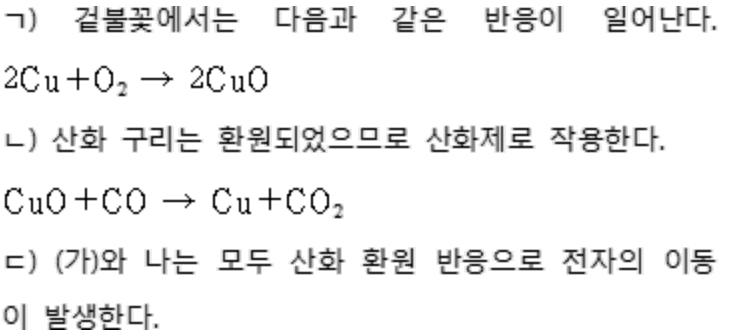 ㄱ) 겉불꽃에서는 다음과 같은 반응이 일어난다.
2Cu+O₂ → 2CuO
ㄴ) 산화 구리는 환원되었으므로 산화제로 작용한다.
CuO+CO → Cu+CO₂
ㄷ) (가)와 나는 모두 산화 환원 반응으로 전자의 이동
이 발생한다.